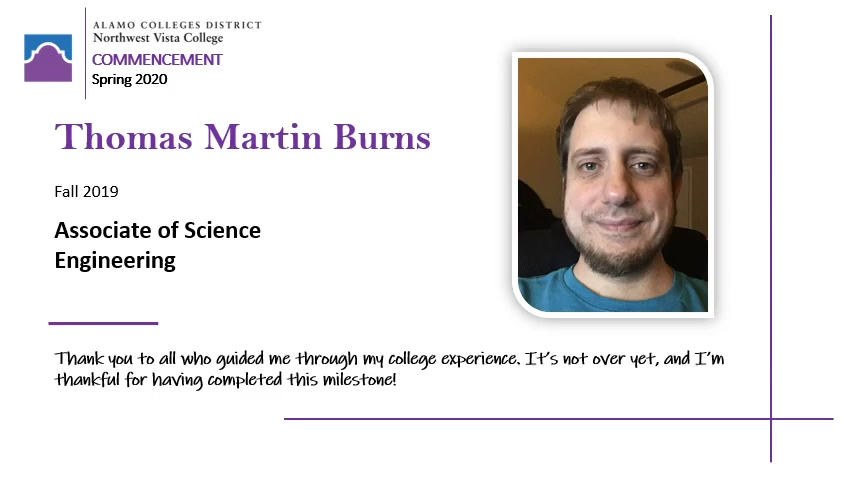 ALAMO COLLEGES DISTRICT
Northwest Vista College
COMMENCEMENT
Spring 2020
Thomas Martin Burns
Fall 2019
Associate of Science
Engineering
Thank you to all who guided me through my college experience. It's not over yet, and I'm
thankful for having completed this milestone!